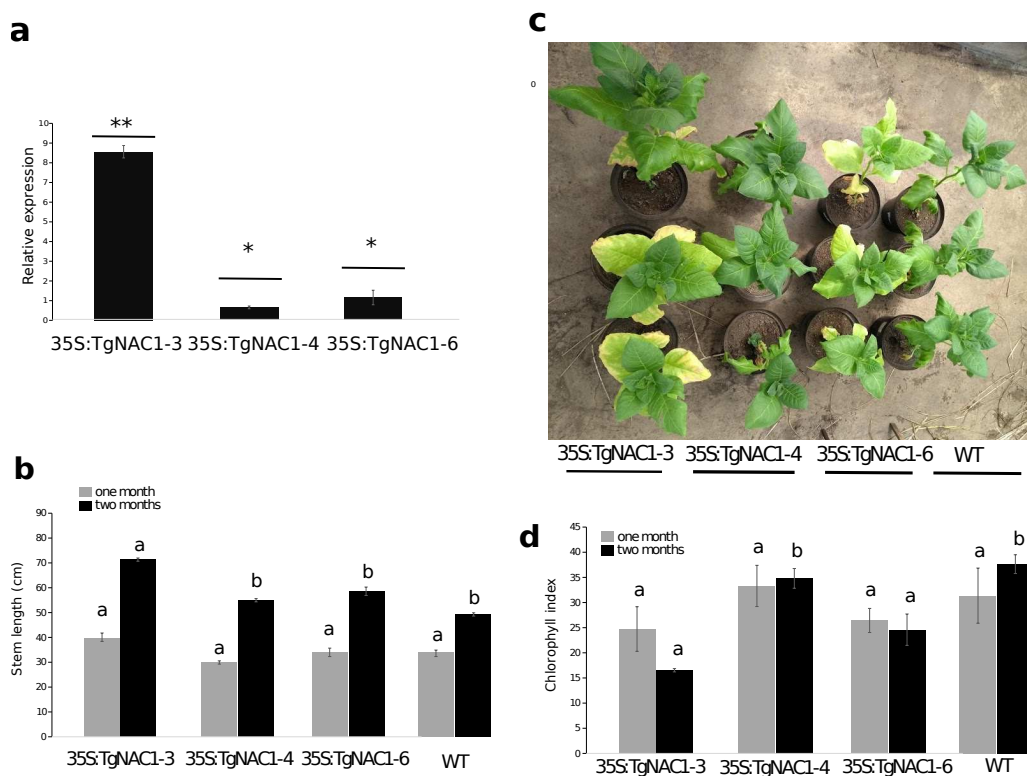 a
10
9
8
7
6
5
4
3
2
1
0
Relative expression
**
*
*
35S:TgNAC1-3 35S:TgNAC1-4 35S:TgNAC1-6
b
one month
two months
90
80
70
60
50
40
30
20
10
0
Stem length (cm)
a a a b a b a b
35S:TgNAC1-3 35S:TgNAC1-4 35S:TgNAC1-6 WT
c
0
35S:TgNAC1-3 35S:TgNAC1-4 35S:TgNAC1-6 WT
d
one month
two months
45
40
35
30
25
20
15
10
5
0
Chlorophyll index
a a a b a a a b
35S:TgNAC1-3 35S:TgNAC1-4 35S:TgNAC1-6 WT